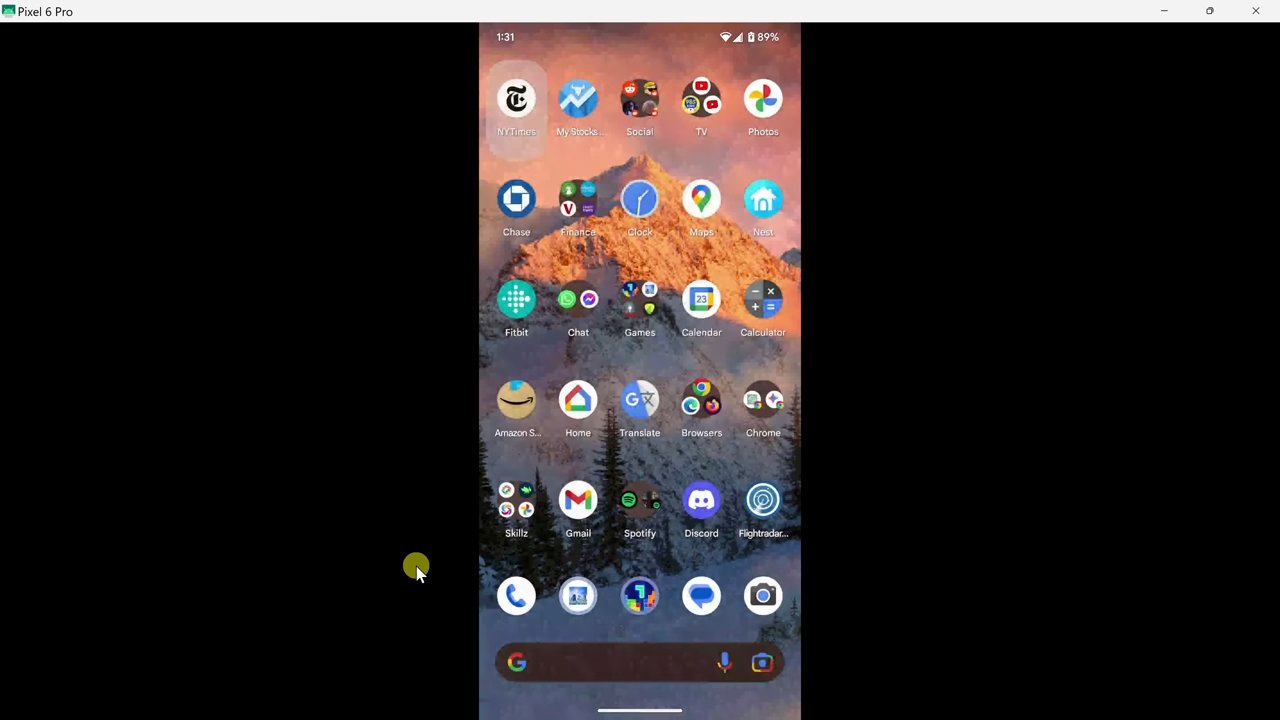 Pixel 6 Pro
1:31 89%
NYTimes My Stocks... Social TV Photos
Chase Finance Clock Maps Nest
23
Fitbit Chat Games Calendar Calculator
Amazon S... Home Translate Browsers Chrome
Skillz Gmail Spotify Discord Flightradar...